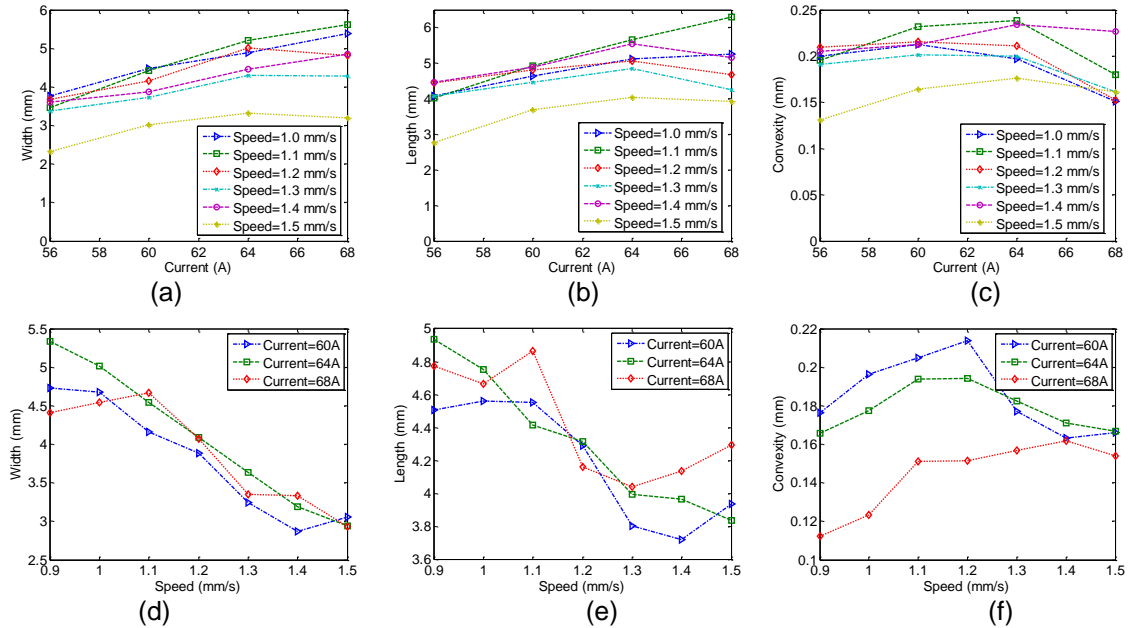 6
5
4
3
2
1
0
Width (mm)
56 58 60 62 64 66 68
Current (A)
Speed=1.0 mm/s
Speed=1.1 mm/s
Speed=1.2 mm/s
Speed=1.3 mm/s
Speed=1.4 mm/s
Speed=1.5 mm/s
(a)
6.5
6
5
4
3
2
1
0
Length (mm)
56 58 60 62 64 66 68
Current (A)
Speed=1.0 mm/s
Speed=1.1 mm/s
Speed=1.2 mm/s
Speed=1.3 mm/s
Speed=1.4 mm/s
Speed=1.5 mm/s
(b)
0.25
0.2
0.15
0.1
0.05
0
Convexity (mm)
56 58 60 62 64 66 68
Current (A)
Speed=1.0 mm/s
Speed=1.1 mm/s
Speed=1.2 mm/s
Speed=1.3 mm/s
Speed=1.4 mm/s
Speed=1.5 mm/s
(c)
5.5
5
4.5
4
3.5
3
2.5
Width (mm)
0.9 1 1.1 1.2 1.3 1.4 1.5
Speed (mm/s)
Current=60A
Current=64A
Current=68A
(d)
5
4.8
4.6
4.4
4.2
4
3.8
3.6
Length (mm)
0.9 1 1.1 1.2 1.3 1.4 1.5
Speed (mm/s)
Current=60A
Current=64A
Current=68A
(e)
0.22
0.2
0.18
0.16
0.14
0.12
0.1
Convexity (mm)
0.9 1 1.1 1.2 1.3 1.4 1.5
Speed (mm/s)
Current=60A
Current=64A
Current=68A
(f)